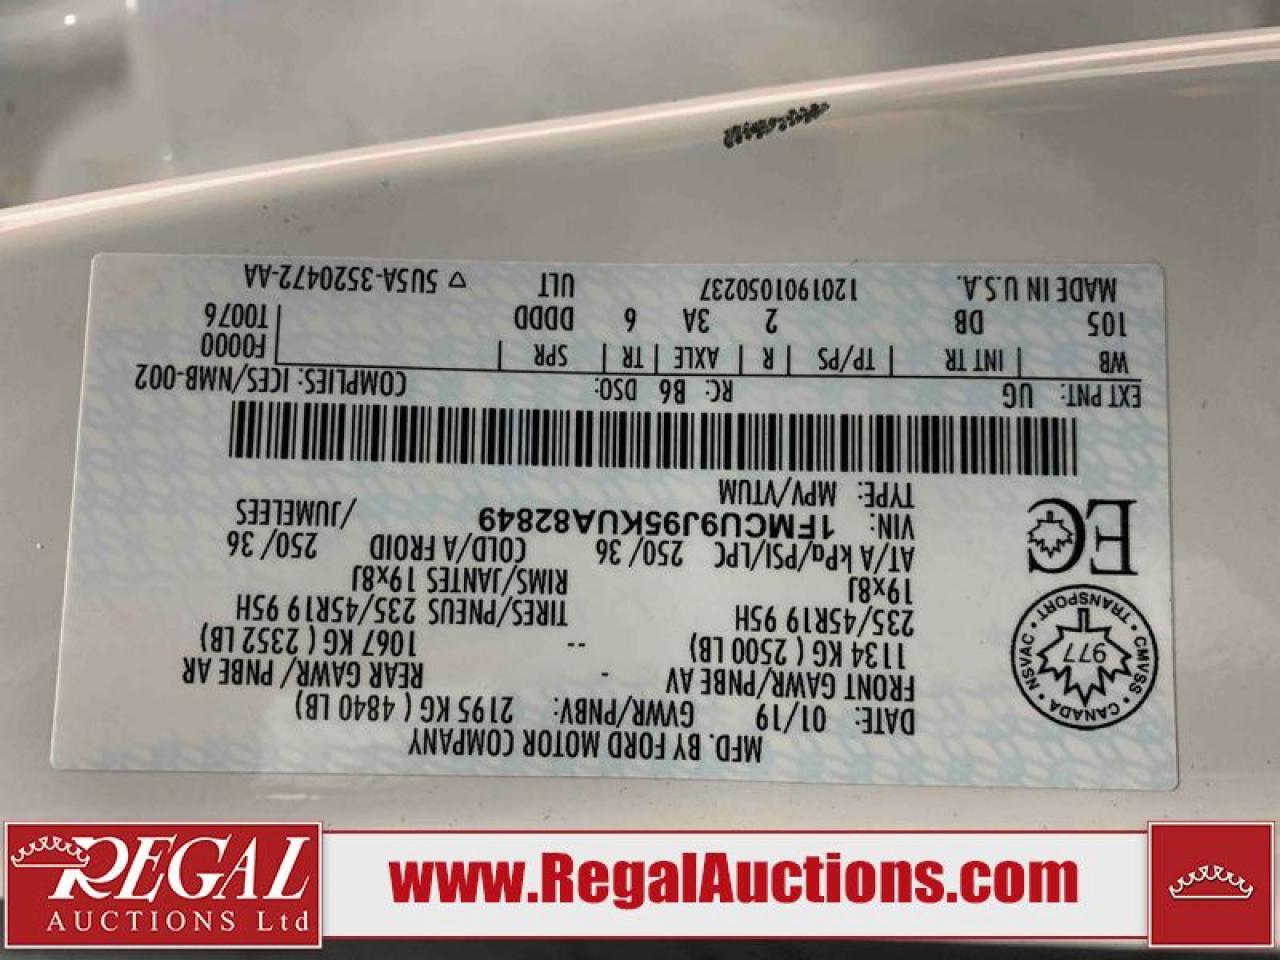 MFD. BY FORD MOTOR COMPANY
DATE: 01/19 GVWR/PNBV: 2195 KG ( 4840 LB)
FRONT GAWR/PNBE AV - REAR GAWR/ PNBE AR
1134 KG ( 2500 LB) -- 1067 KG ( 2352 LB)
235/45R19 95H TIRES/PNEUS 235/45R19 95H
19x8J RIMS/JANTES 19x8J
AT/A kPa/PSI/LPC 250/ 36 COLD/A FROID 250/ 36
VIN: 1FMCU9J95KUA82849 /JUMELEES
TYPE: MPV/VTUM
CANADA • CMVSS • TRANSPORT • NSVAC •
977
EC
EXT PNT: UG RC: B6 DSO: COMPLIES: ICES/NMB-002
WB | INT TR | TP/PS | R | AXLE | TR | SPR | F0000
105 DB 2 3A 6 DDDD T0076
MADE IN U.S.A. 1201901050237 ULT ▽ 5U5A-3520472-AA
REGAL
AUCTIONS Ltd
www.RegalAuctions.com